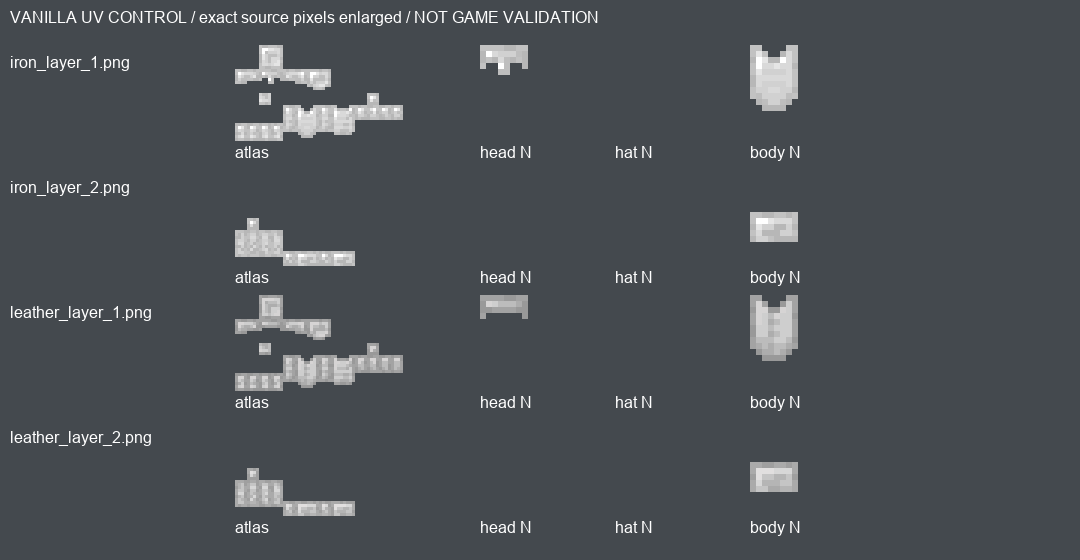 VANILLA UV CONTROL / exact source pixels enlarged / NOT GAME VALIDATION
iron_layer_1.png
atlas head N hat N body N
iron_layer_2.png
atlas head N hat N body N
leather_layer_1.png
atlas head N hat N body N
leather_layer_2.png
atlas head N hat N body N